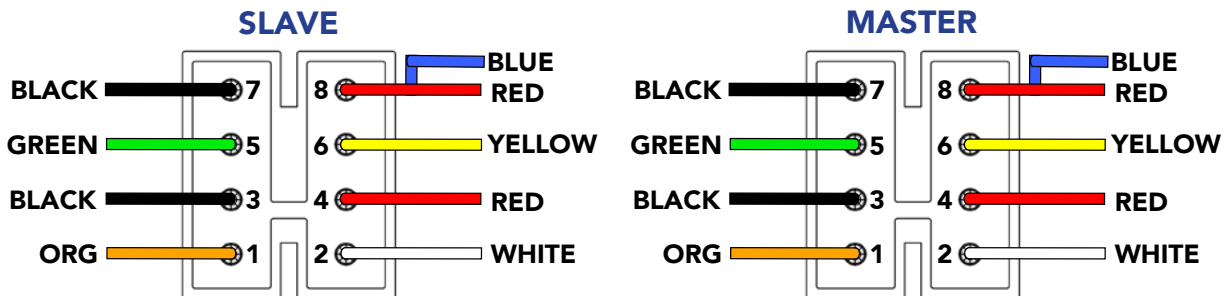 SLAVE MASTER
BLUE BLUE
BLACK 7 8 RED BLACK 7 8 RED
GREEN 5 6 YELLOW GREEN 5 6 YELLOW
BLACK 3 4 RED BLACK 3 4 RED
ORG 1 2 WHITE ORG 1 2 WHITE